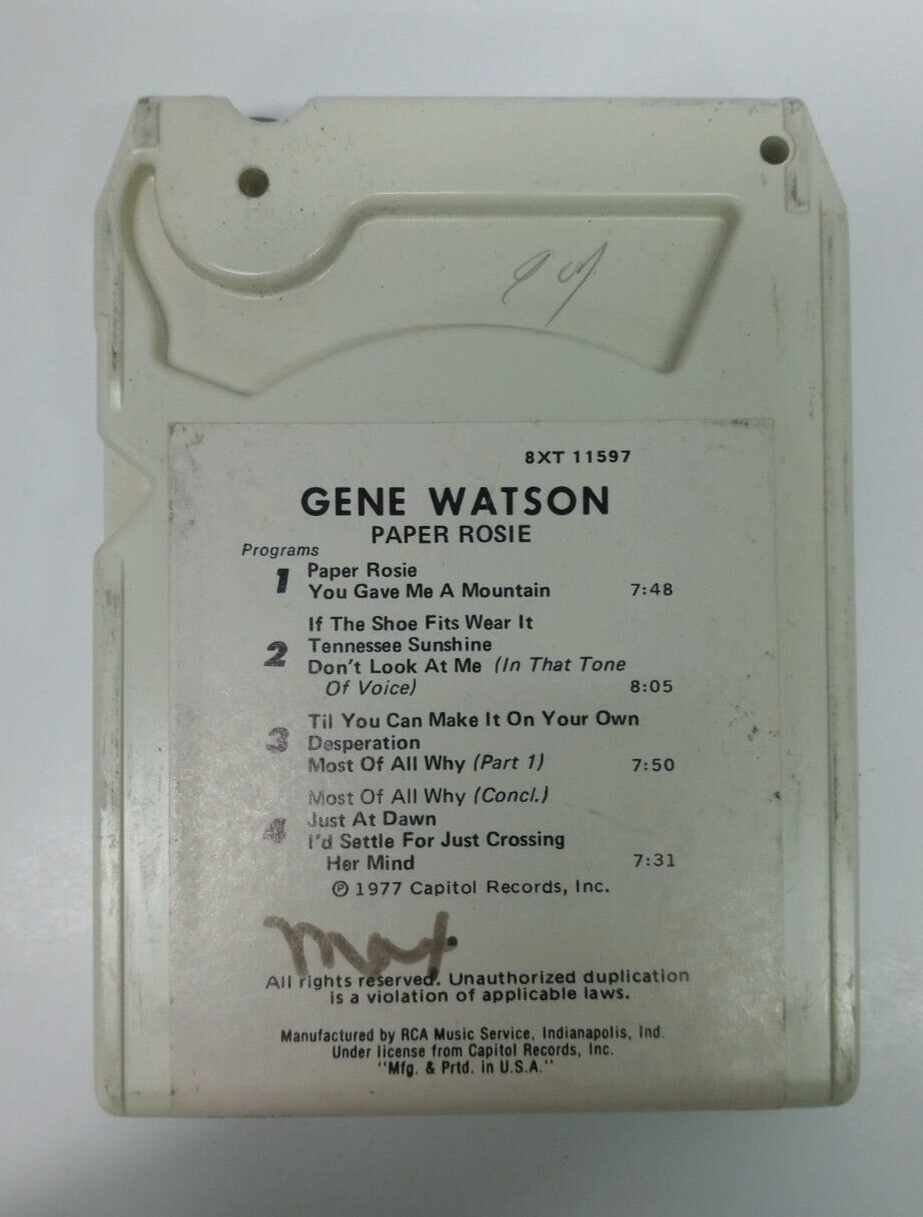 8XT 11597
GENE WATSON
PAPER ROSIE
Programs
1 Paper Rosie
You Gave Me A Mountain 7:48
If The Shoe Fits Wear It
2 Tennessee Sunshine
Don't Look At Me (In That Tone
Of Voice) 8:05
Til You Can Make It On Your Own
3 Desperation
Most Of All Why (Part 1) 7:50
Most Of All Why (Concl.)
4 Just At Dawn
I'd Settle For Just Crossing
Her Mind 7:31
℗ 1977 Capitol Records, Inc.
All rights reserved. Unauthorized duplication
is a violation of applicable laws.
Manufactured by RCA Music Service, Indianapolis, Ind.
Under license from Capitol Records, Inc.
"Mfg. & Prtd. in U.S.A."